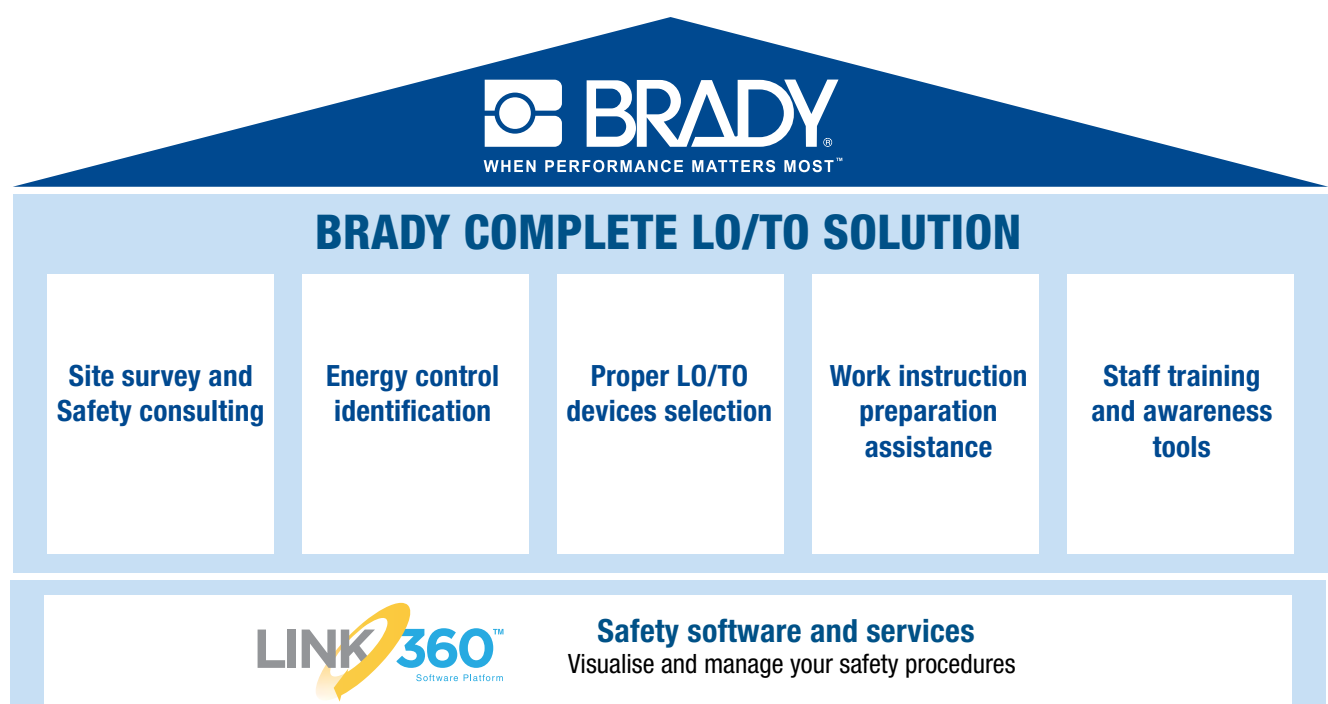 BRADY®
WHEN PERFORMANCE MATTERS MOST™
BRADY COMPLETE LO/TO SOLUTION
Site survey and
Safety consulting
Energy control
identification
Proper LO/TO
devices selection
Work instruction
preparation
assistance
Staff training
and awareness
tools
LINK360™
Software Platform
Safety software and services
Visualise and manage your safety procedures